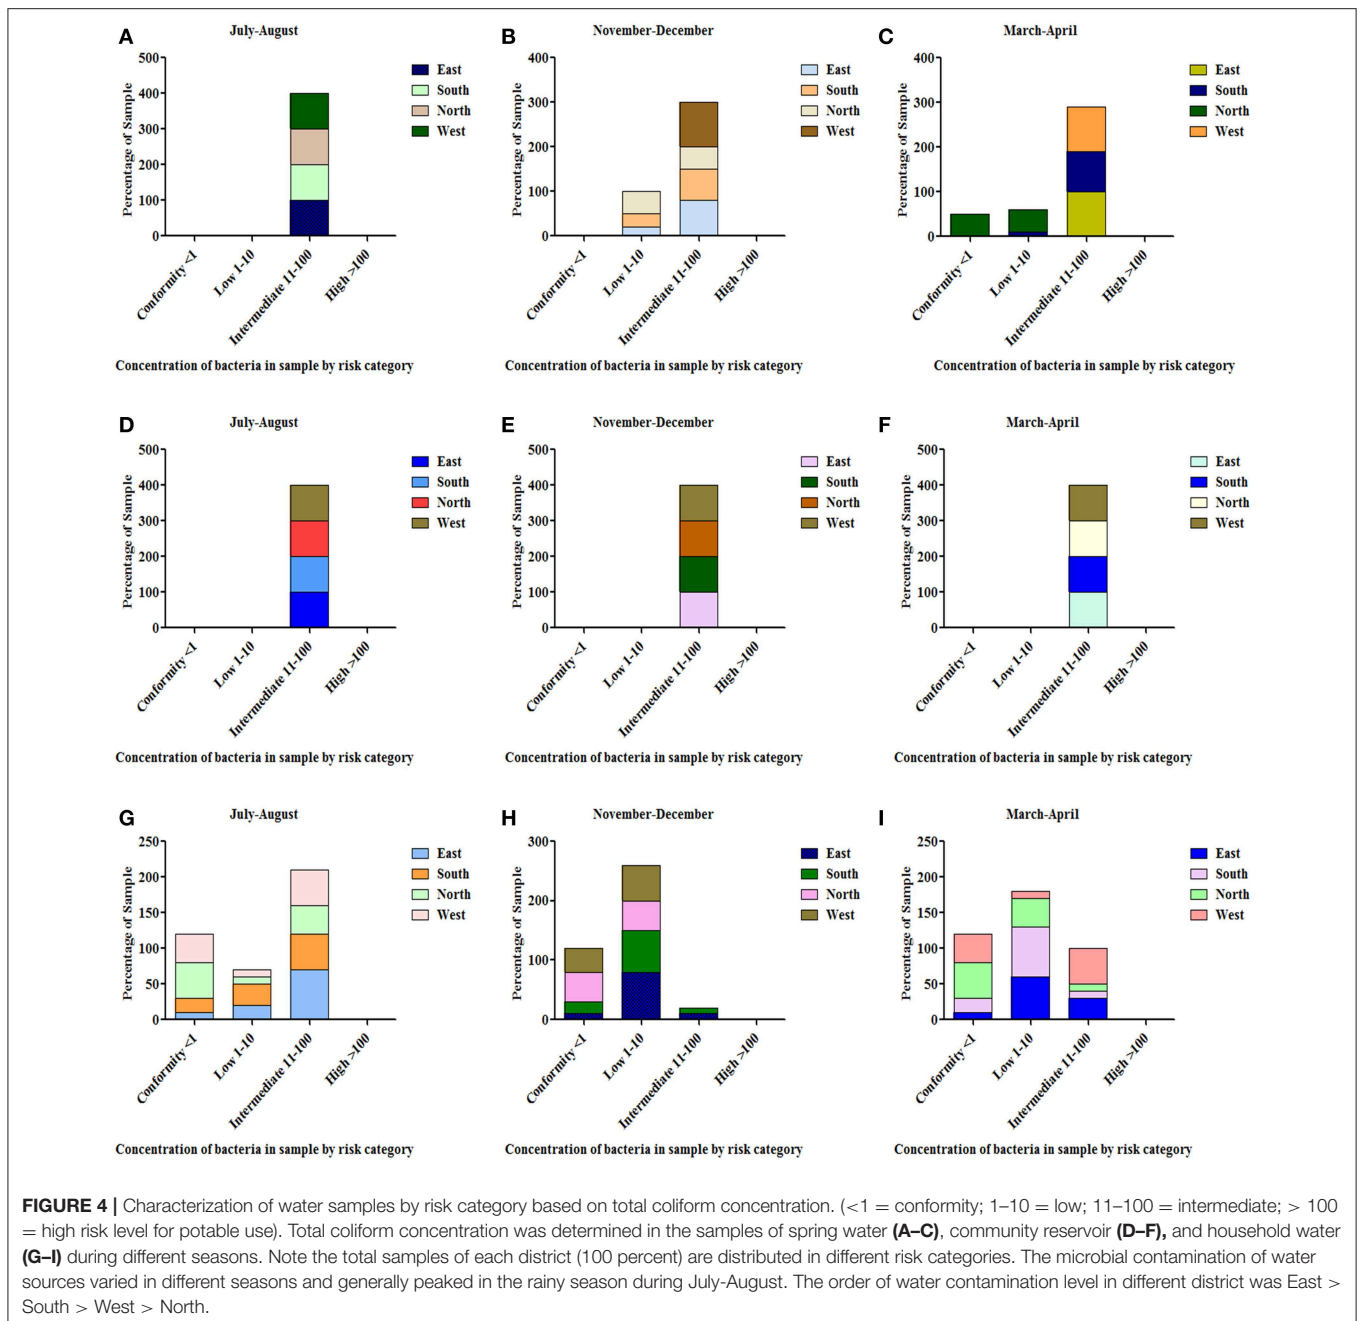 A
July-August
500
400
300
200
100
0
Percentage of Sample
East
South
North
West
Conformity <1
Low 1-10
Intermediate 11-100
High >100
Concentration of bacteria in sample by risk category
B
November-December
400
300
200
100
0
Percentage of Sample
East
South
North
West
Conformity <1
Low 1-10
Intermediate 11-100
High >100
Concentration of bacteria in sample by risk category
C
March-April
400
300
200
100
0
Percentage of Sample
East
South
North
West
Conformity <1
Low 1-10
Intermediate 11-100
High >100
Concentration of bacteria in sample by risk category
D
July-August
500
400
300
200
100
0
Percentage of Sample
East
South
North
West
Conformity <1
Low 1-10
Intermediate 11-100
High >100
Concentration of bacteria in sample by risk category
E
November-December
500
400
300
200
100
0
Percentage of Sample
East
South
North
West
Conformity <1
Low 1-10
Intermediate 11-100
High >100
Concentration of bacteria in sample by risk category
F
March-April
500
400
300
200
100
0
Percentage of Sample
East
South
North
West
Conformity <1
Low 1-10
Intermediate 11-100
High >100
Concentration of bacteria in sample by risk category
G
July-August
250
200
150
100
50
0
Percentage of Sample
East
South
North
West
Conformity <1
Low 1-10
Intermediate 11-100
High >100
Concentration of bacteria in sample by risk category
H
November-December
300
200
100
0
Percentage of Sample
East
South
North
West
Conformity <1
Low 1-10
Intermediate 11-100
High >100
Concentration of bacteria in sample by risk category
I
March-April
250
200
150
100
50
0
Percentage of Sample
East
South
North
West
Conformity <1
Low 1-10
Intermediate 11-100
High >100
Concentration of bacteria in sample by risk category
FIGURE 4 | Characterization of water samples by risk category based on total coliform concentration. (<1 = conformity; 1–10 = low; 11–100 = intermediate; > 100
= high risk level for potable use). Total coliform concentration was determined in the samples of spring water (A–C), community reservoir (D–F), and household water
(G–I) during different seasons. Note the total samples of each district (100 percent) are distributed in different risk categories. The microbial contamination of water
sources varied in different seasons and generally peaked in the rainy season during July-August. The order of water contamination level in different district was East >
South > West > North.